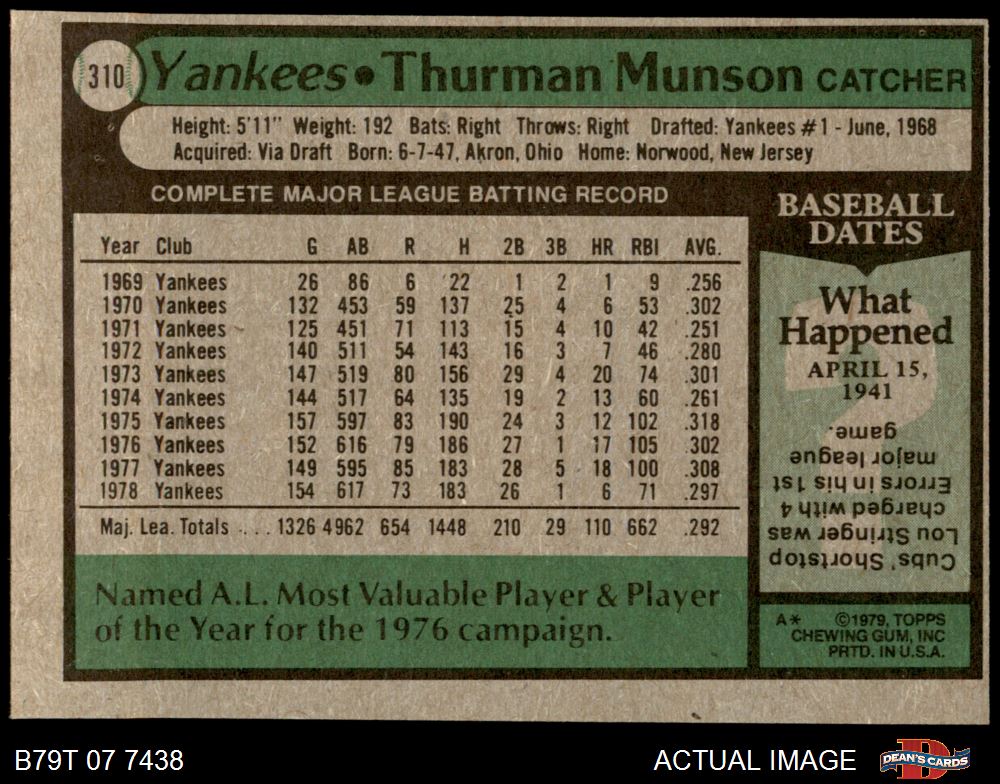 310 Yankees • Thurman Munson CATCHER
Height: 5'11" Weight: 192 Bats: Right Throws: Right Drafted: Yankees #1 - June, 1968
Acquired: Via Draft Born: 6-7-47, Akron, Ohio Home: Norwood, New Jersey
COMPLETE MAJOR LEAGUE BATTING RECORD
Year Club G AB R H 2B 3B HR RBI AVG.
1969 Yankees 26 86 6 22 1 2 1 9 .256
1970 Yankees 132 453 59 137 25 4 6 53 .302
1971 Yankees 125 451 71 113 15 4 10 42 .251
1972 Yankees 140 511 54 143 16 3 7 46 .280
1973 Yankees 147 519 80 156 29 4 20 74 .301
1974 Yankees 144 517 64 135 19 2 13 60 .261
1975 Yankees 157 597 83 190 24 3 12 102 .318
1976 Yankees 152 616 79 186 27 1 17 105 .302
1977 Yankees 149 595 85 183 28 5 18 100 .308
1978 Yankees 154 617 73 183 26 1 6 71 .297
Maj. Lea. Totals . . . . 1326 4962 654 1448 210 29 110 662 .292
Named A.L. Most Valuable Player & Player
of the Year for the 1976 campaign.
BASEBALL
DATES
What
Happened
APRIL 15,
1941
Cubs' Shortstop
Lou Stringer was
charged with 4
Errors in his 1st
major league
game.
A* ©1979, TOPPS
CHEWING GUM, INC
PRTD. IN U.S.A.
B79T 07 7438
ACTUAL IMAGE
DEAN'S CARDS